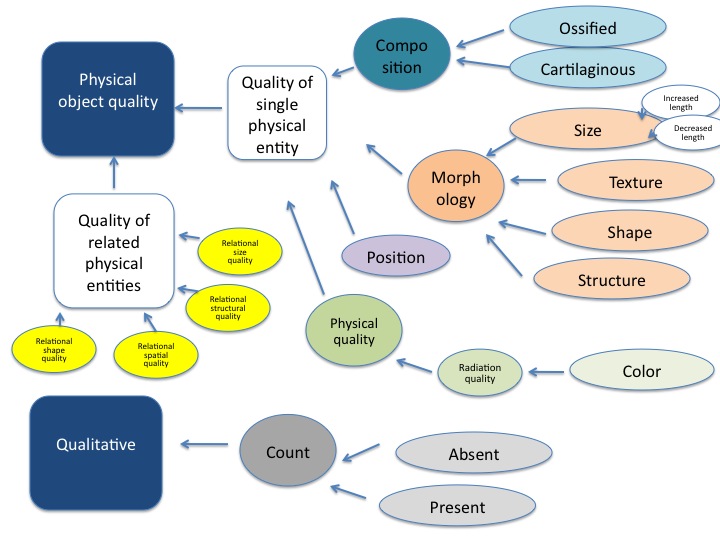 Physical
object quality
Quality of
single
physical
entity
Compo
sition
Ossified
Cartilaginous
Increased
length
Decreased
length
Size
Morph
ology
Texture
Shape
Structure
Position
Quality of
related
physical
entities
Relational
size
quality
Relational
structural
quality
Relational
shape
quality
Relational
spatial
quality
Physical
quality
Radiation
quality
Color
Qualitative
Count
Absent
Present